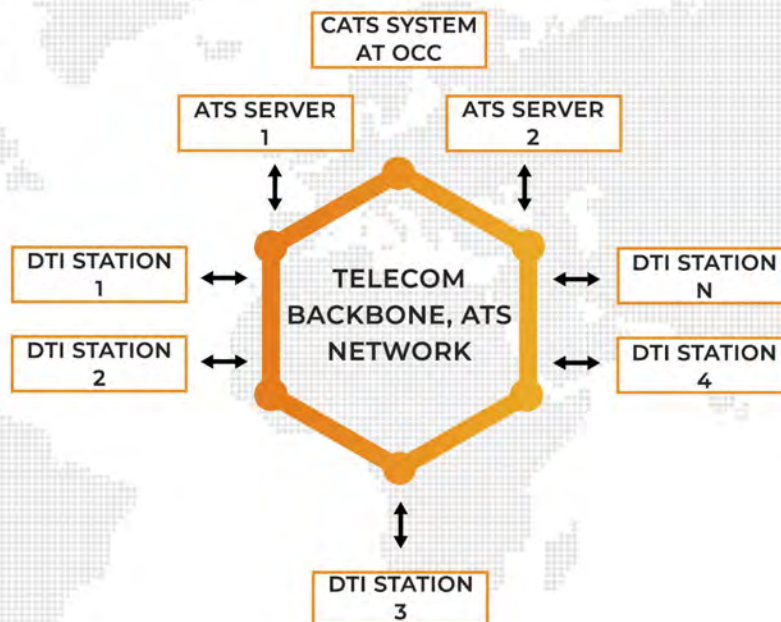 CATS SYSTEM
AT OCC
ATS SERVER
1
ATS SERVER
2
DTI STATION
1
TELECOM
BACKBONE, ATS
NETWORK
DTI STATION
N
DTI STATION
2
DTI STATION
4
DTI STATION
3